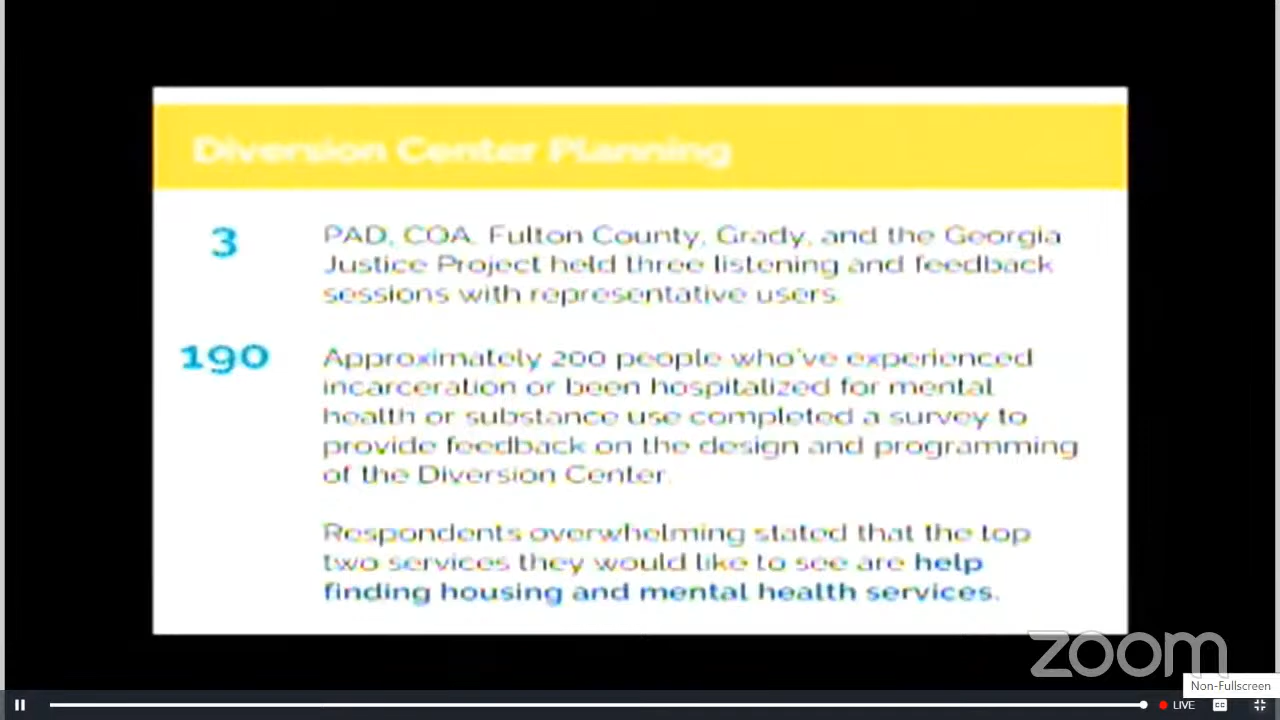 Diversion Center Planning
3
PAD, COA, Fulton County, Grady, and the Georgia
Justice Project held three listening and feedback
sessions with representative users.
190
Approximately 200 people who've experienced
incarceration or been hospitalized for mental
health or substance use completed a survey to
provide feedback on the design and programming
of the Diversion Center.
Respondents overwhelming stated that the top
two services they would like to see are help
finding housing and mental health services.
zoom
Non-Fullscreen
LIVE
CC